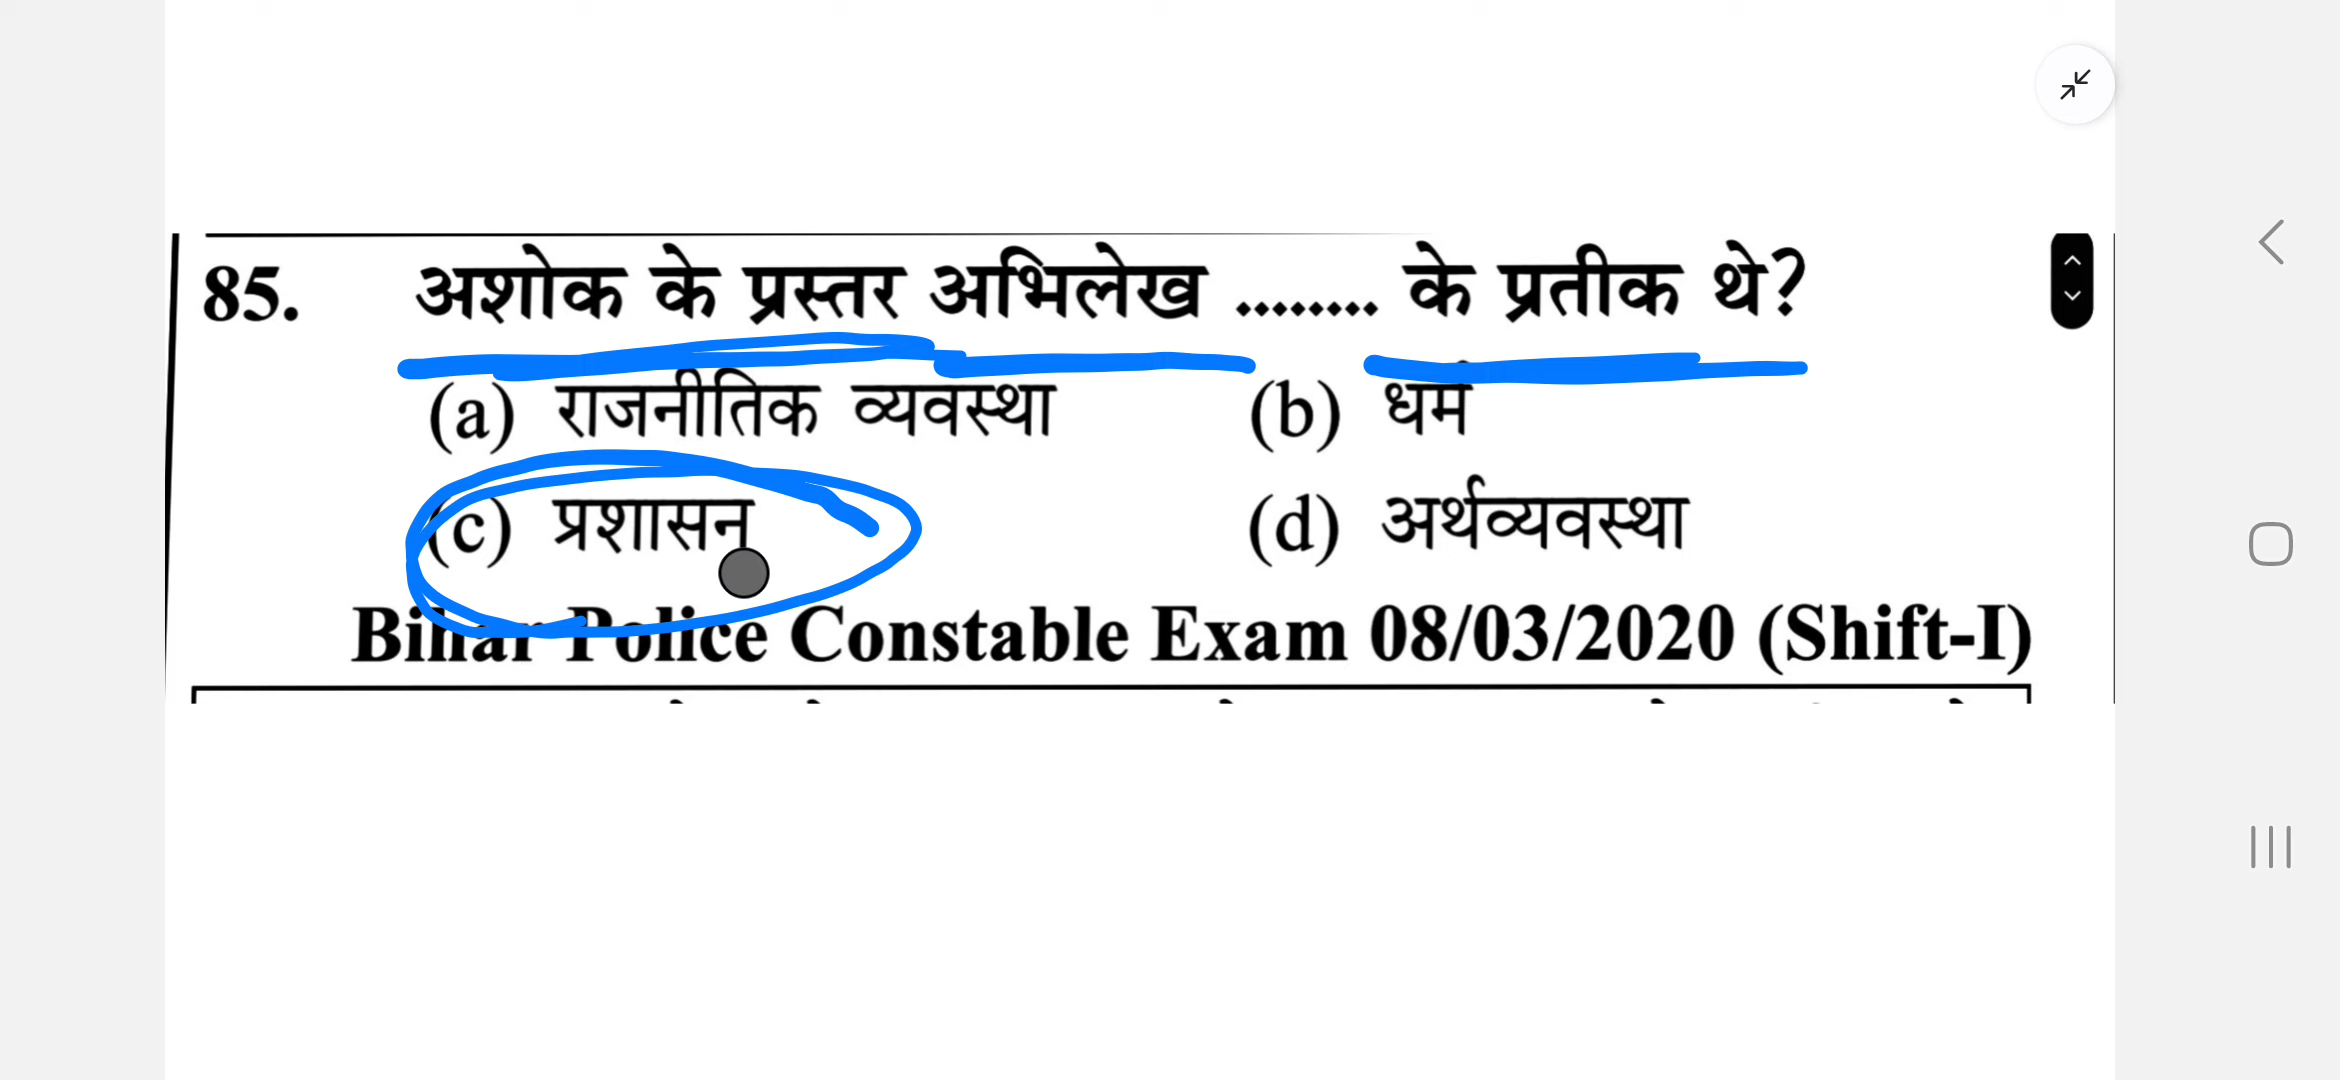 85. अशोक के प्रस्तर अभिलेख ........ के प्रतीक थे?
(a) राजनीतिक व्यवस्था (b) धर्म
(c) प्रशासन (d) अर्थव्यवस्था
Bihar Police Constable Exam 08/03/2020 (Shift-I)